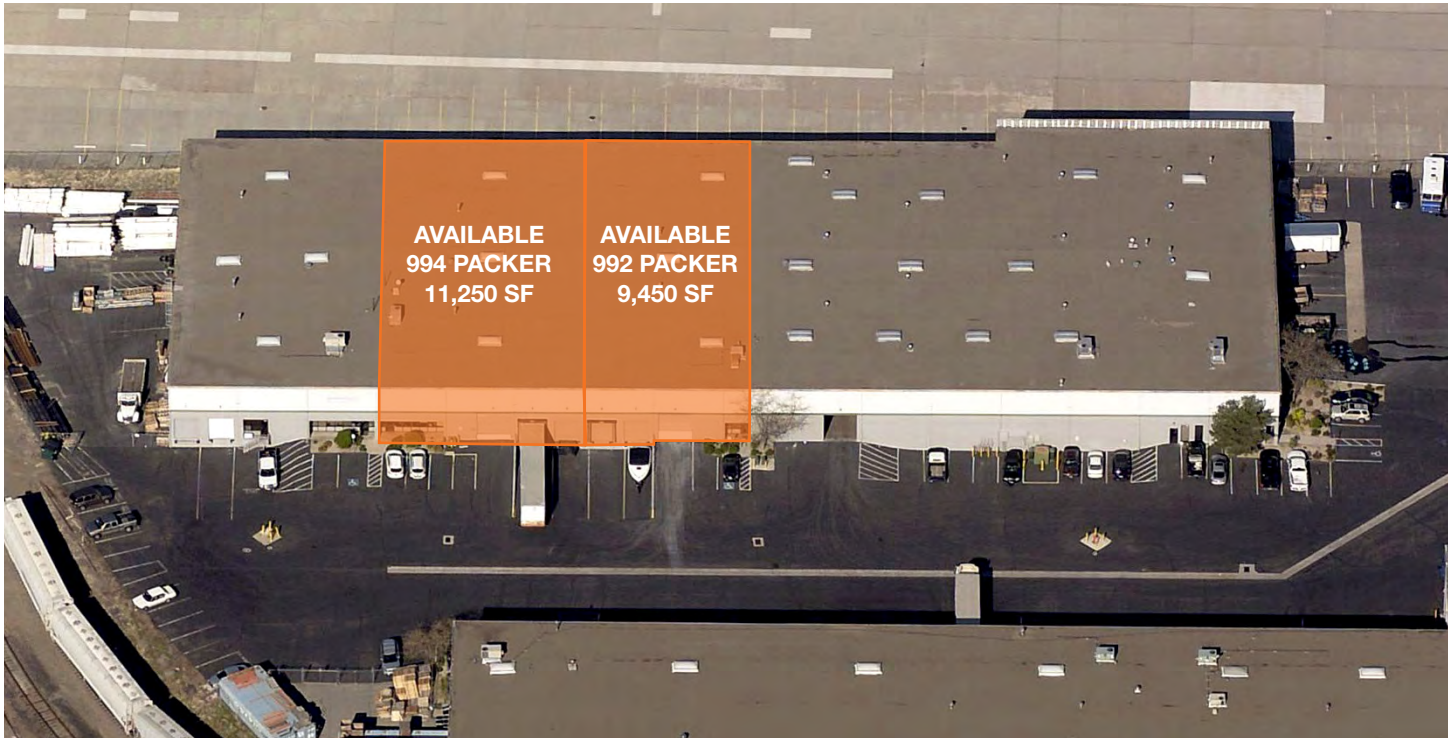 AVAILABLE
994 PACKER
11,250 SF
AVAILABLE
992 PACKER
9,450 SF